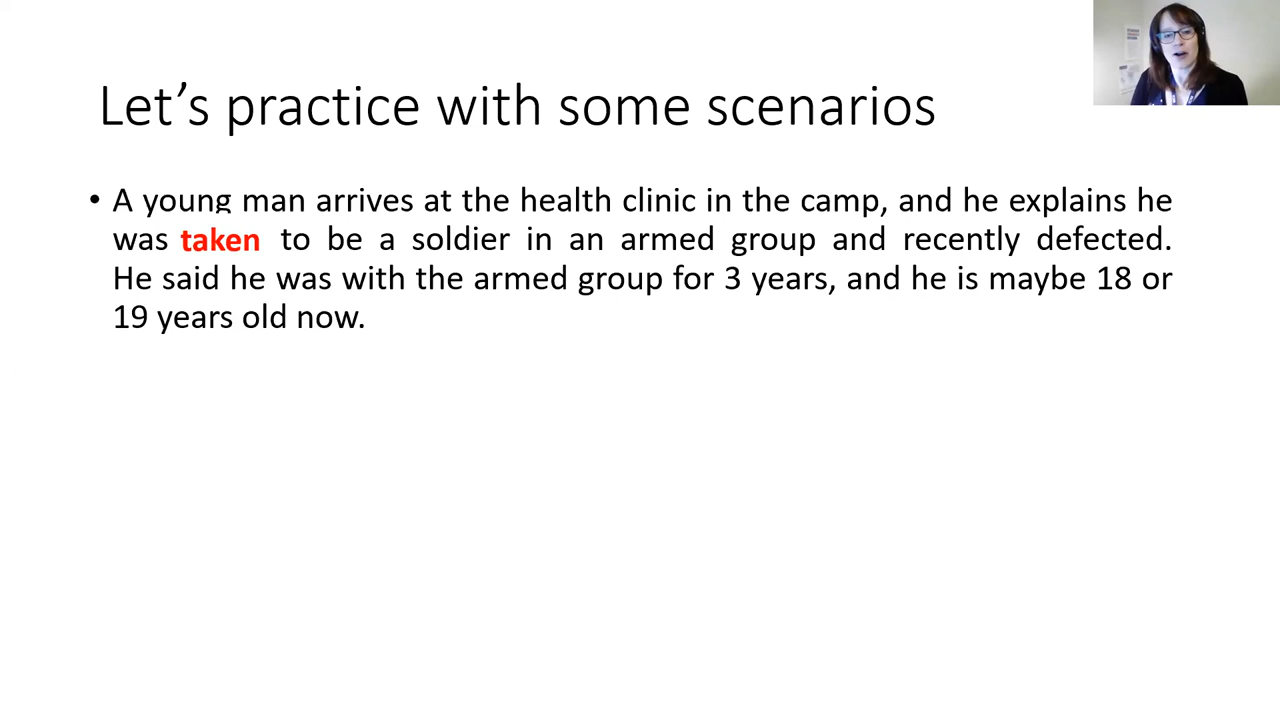 Let's practice with some scenarios
• A young man arrives at the health clinic in the camp, and he explains he
was taken to be a soldier in an armed group and recently defected.
He said he was with the armed group for 3 years, and he is maybe 18 or
19 years old now.